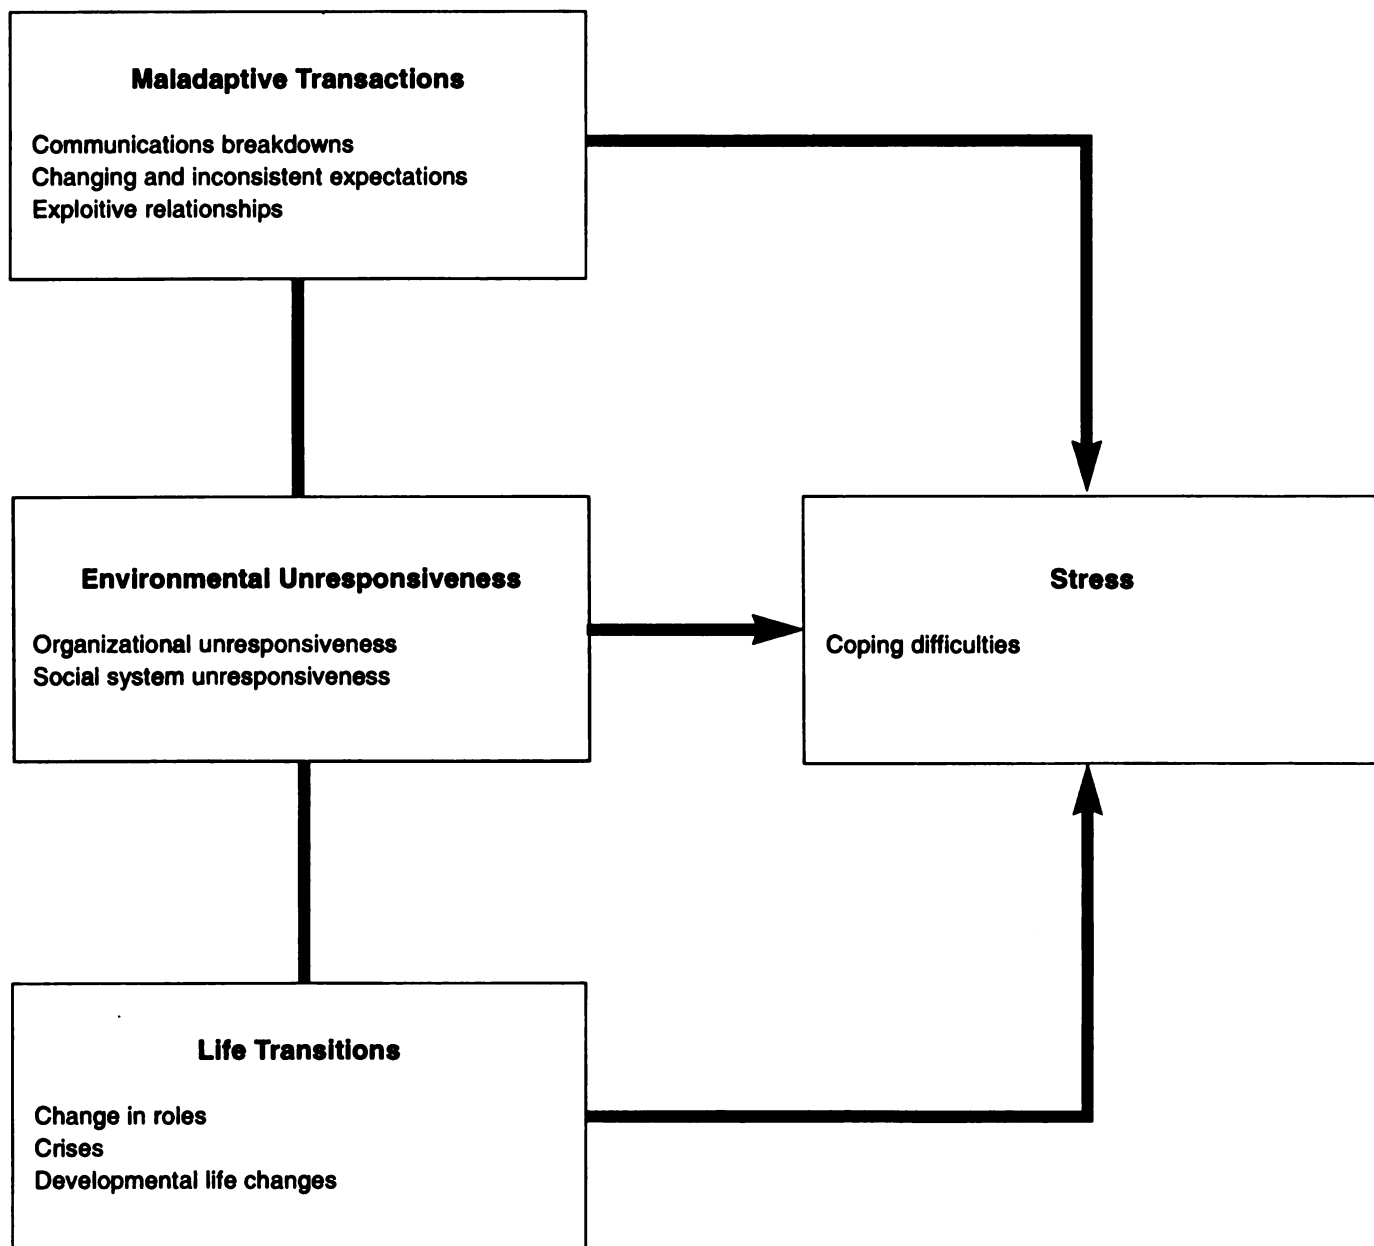 Maladaptive Transactions
Communications breakdowns
Changing and inconsistent expectations
Exploitive relationships
Environmental Unresponsiveness
Organizational unresponsiveness
Social system unresponsiveness
Stress
Coping difficulties
Life Transitions
Change in roles
Crises
Developmental life changes